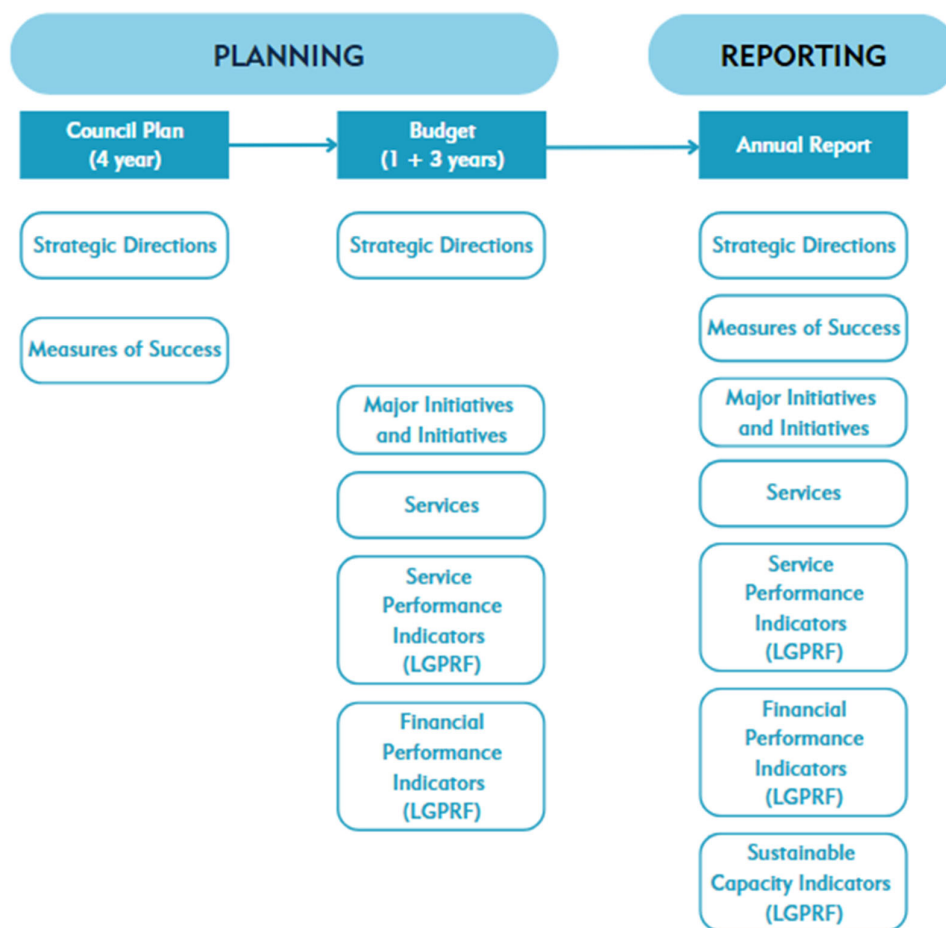 PLANNING
REPORTING
Council Plan
(4 year)
Budget
(1 + 3 years)
Annual Report
Strategic Directions
Measures of Success
Strategic Directions
Major Initiatives
and Initiatives
Services
Service
Performance
Indicators
(LGPRF)
Financial
Performance
Indicators
(LGPRF)
Strategic Directions
Measures of Success
Major Initiatives
and Initiatives
Services
Service
Performance
Indicators
(LGPRF)
Financial
Performance
Indicators
(LGPRF)
Sustainable
Capacity Indicators
(LGPRF)